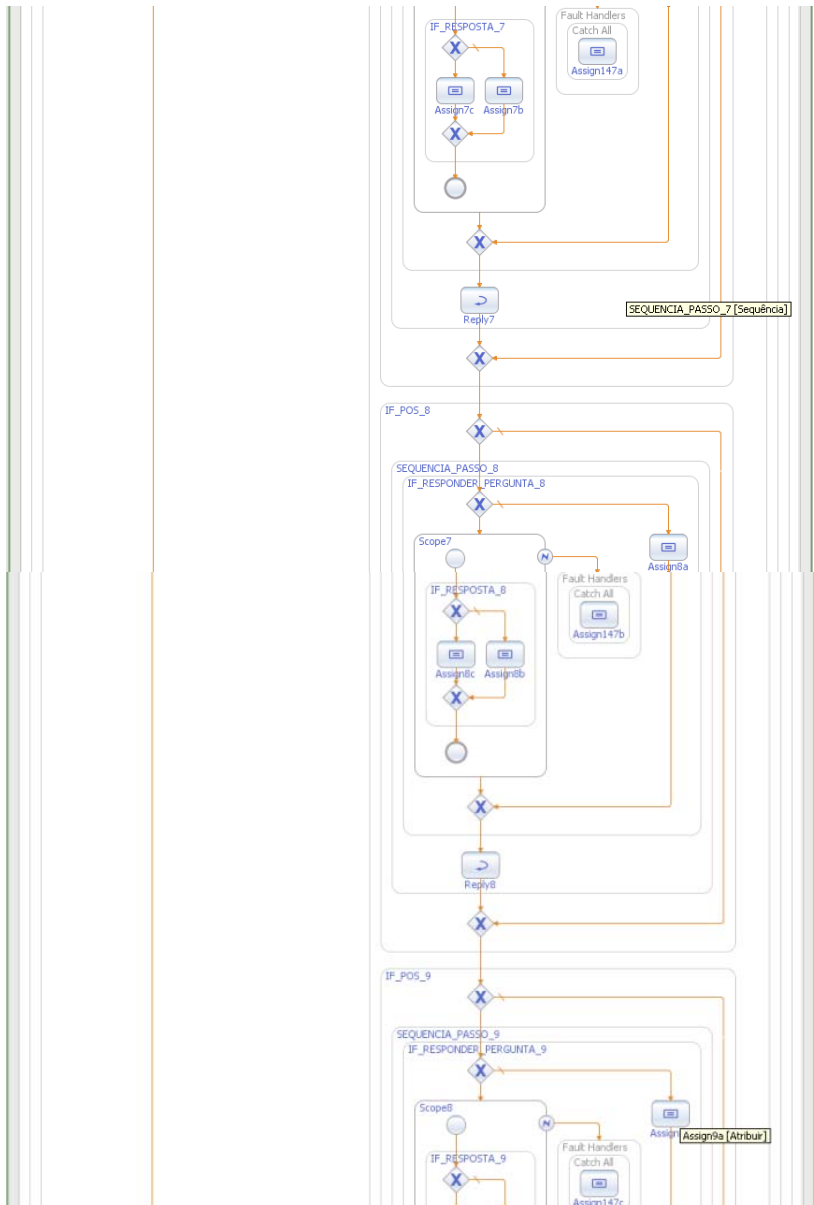 IF_RESPOSTA_7
Fault Handlers
Catch All
Assign147a
Assign7c
Assign7b
Reply7
SEQUENCIA_PASSO_7 [Sequência]
IF_POS_8
SEQUENCIA_PASSO_8
IF_RESPONDER_PERGUNTA_8
Scope7
Assign8a
IF_RESPOSTA_8
Fault Handlers
Catch All
Assign147b
Assign8c
Assign8b
Reply8
IF_POS_9
SEQUENCIA_PASSO_9
IF_RESPONDER_PERGUNTA_9
Scope8
Assign
Assign9a [Atribuir]
IF_RESPOSTA_9
Fault Handlers
Catch All
Assign147c